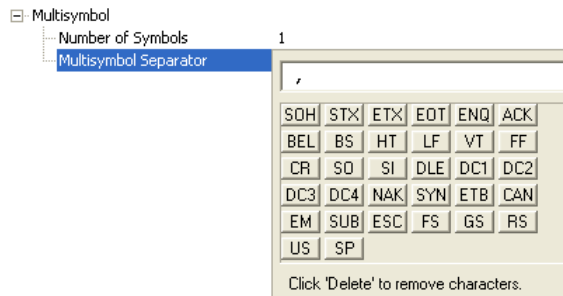 Multisymbol
Number of Symbols 1
Multisymbol Separator
,
SOH STX ETX EOT ENQ ACK
BEL BS HT LF VT FF
CR SO SI DLE DC1 DC2
DC3 DC4 NAK SYN ETB CAN
EM SUB ESC FS GS RS
US SP
Click 'Delete' to remove characters.